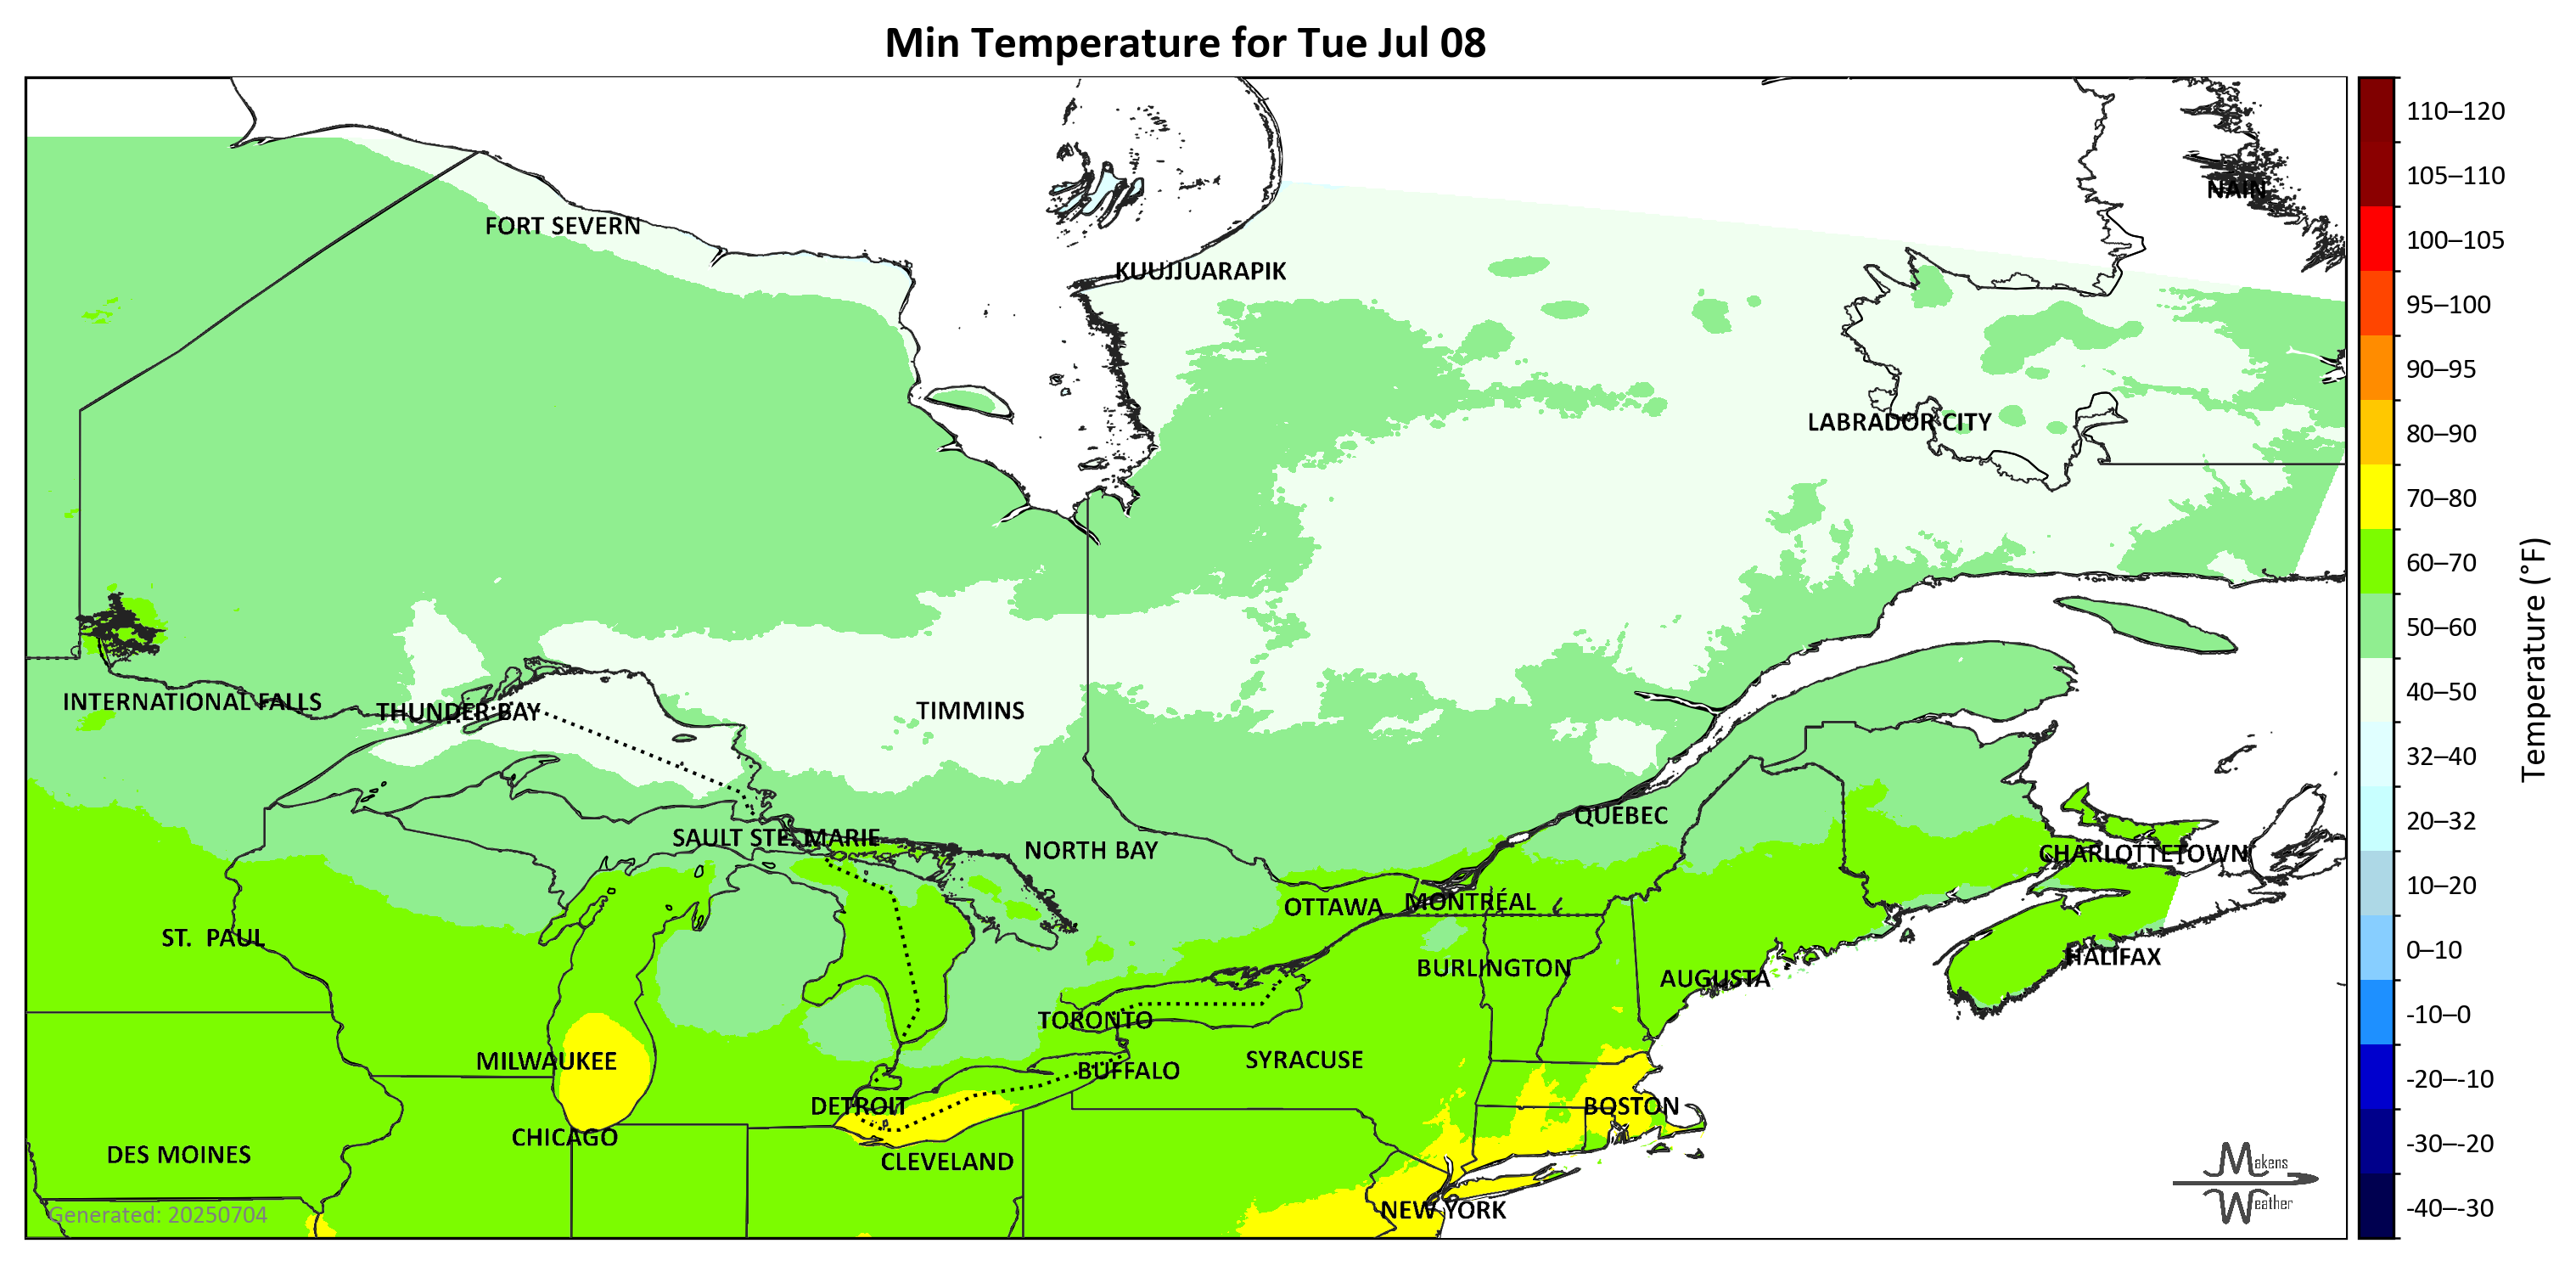 Min Temperature for Tue Jul 08
110–120
105–110
100–105
95–100
90–95
80–90
70–80
60–70
50–60
40–50
32–40
20–32
10–20
0–10
-10–0
-20–-10
-30–-20
-40–-30
Temperature (°F)
NAIN
FORT SEVERN
KUUJJUARAPIK
LABRADOR CITY
INTERNATIONAL FALLS
THUNDER BAY
TIMMINS
QUEBEC
SAULT STE. MARIE
NORTH BAY
CHARLOTTETOWN
OTTAWA
MONTRÉAL
ST. PAUL
HALIFAX
BURLINGTON
AUGUSTA
TORONTO
MILWAUKEE
SYRACUSE
BUFFALO
DETROIT
BOSTON
CHICAGO
DES MOINES
CLEVELAND
NEW YORK
Generated: 20250704
Makens
Weather